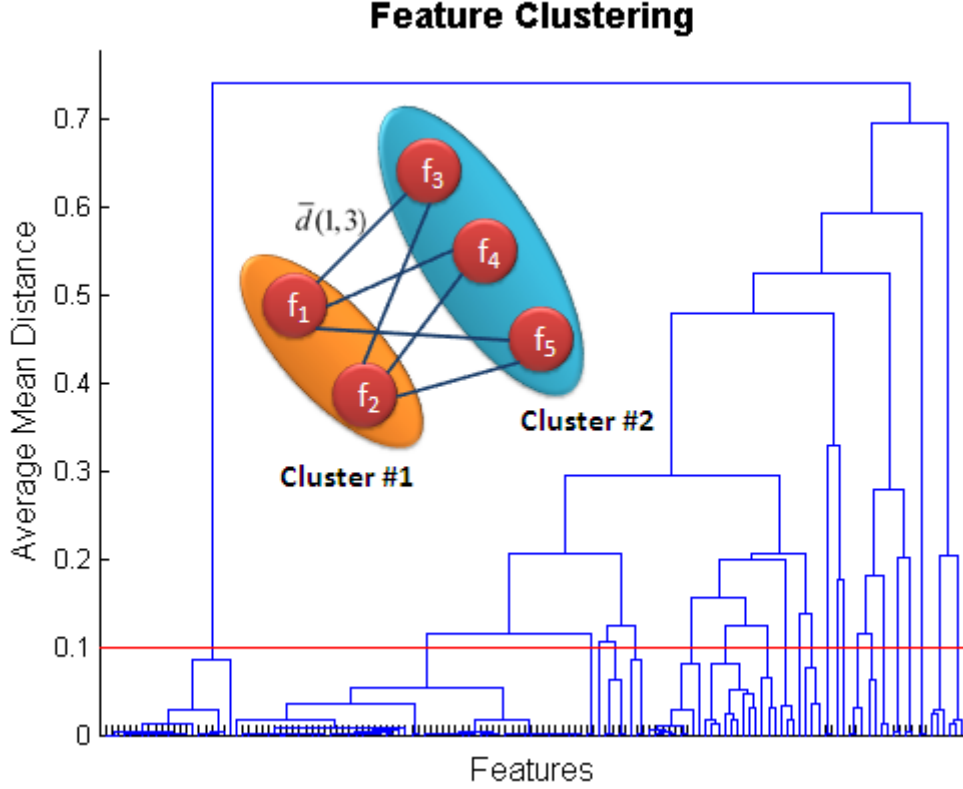 Feature Clustering
Average Mean Distance
0.7
0.6
0.5
0.4
0.3
0.2
0.1
0
f₃
d̅(1,3)
f₄
f₁
f₅
f₂
Cluster #2
Cluster #1
Features